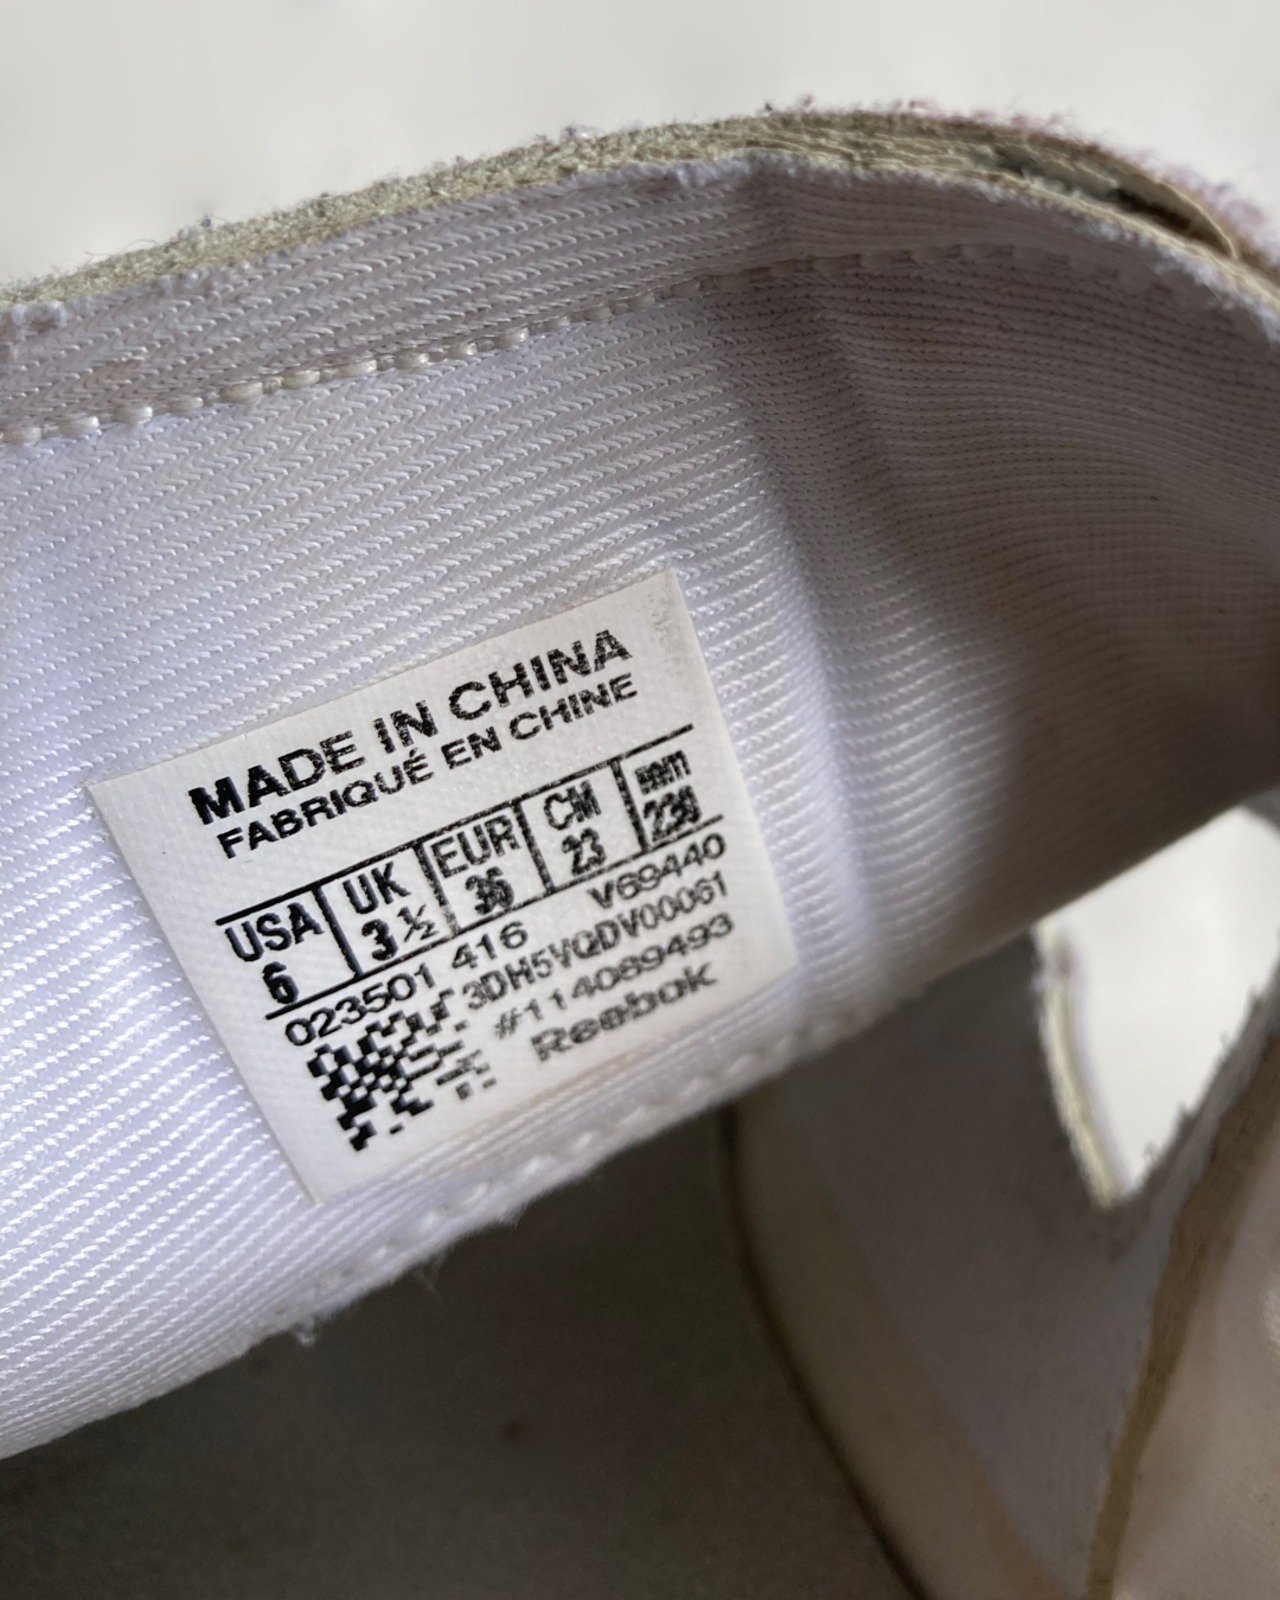 MADE IN CHINA
FABRIQUÉ EN CHINE
USA UK EUR CM mm
6 3 ½ 36 23 230
023501 416 V69440
3DH5VQDV00061
#114089493
Reebok